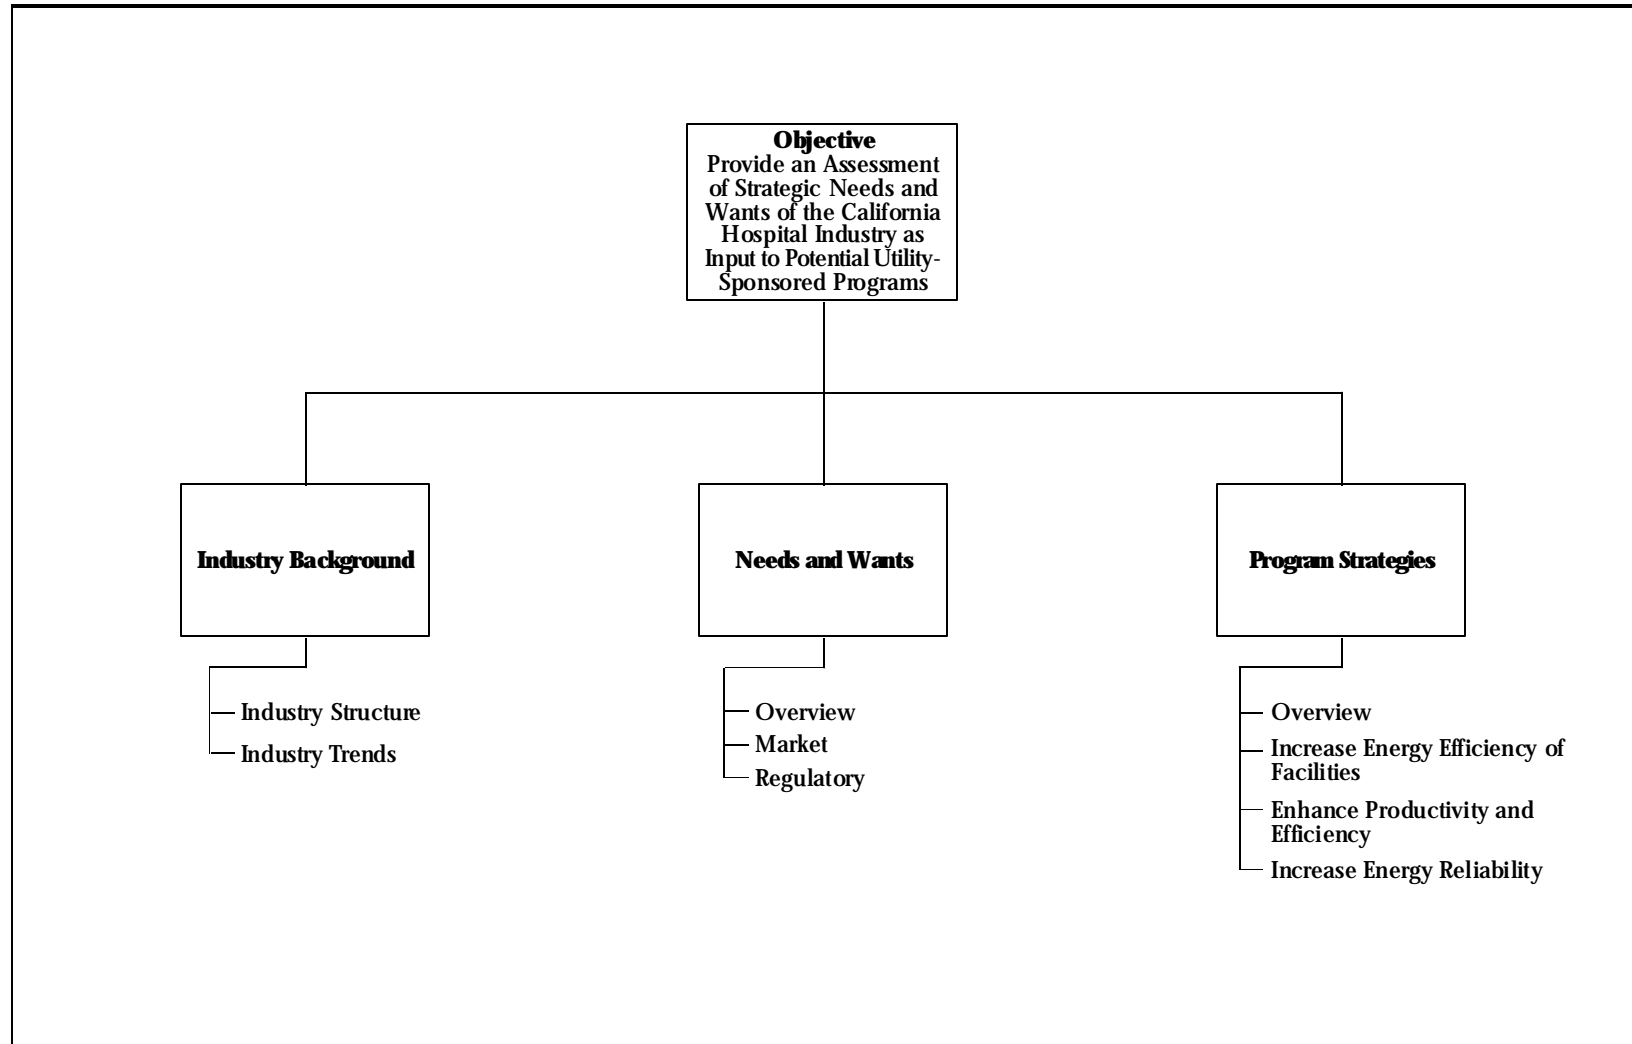 Objective
Provide an Assessment
of Strategic Needs and
Wants of the California
Hospital Industry as
Input to Potential Utility-
Sponsored Programs
Industry Background
Industry Structure
Industry Trends
Needs and Wants
Overview
Market
Regulatory
Program Strategies
Overview
Increase Energy Efficiency of
Facilities
Enhance Productivity and
Efficiency
Increase Energy Reliability